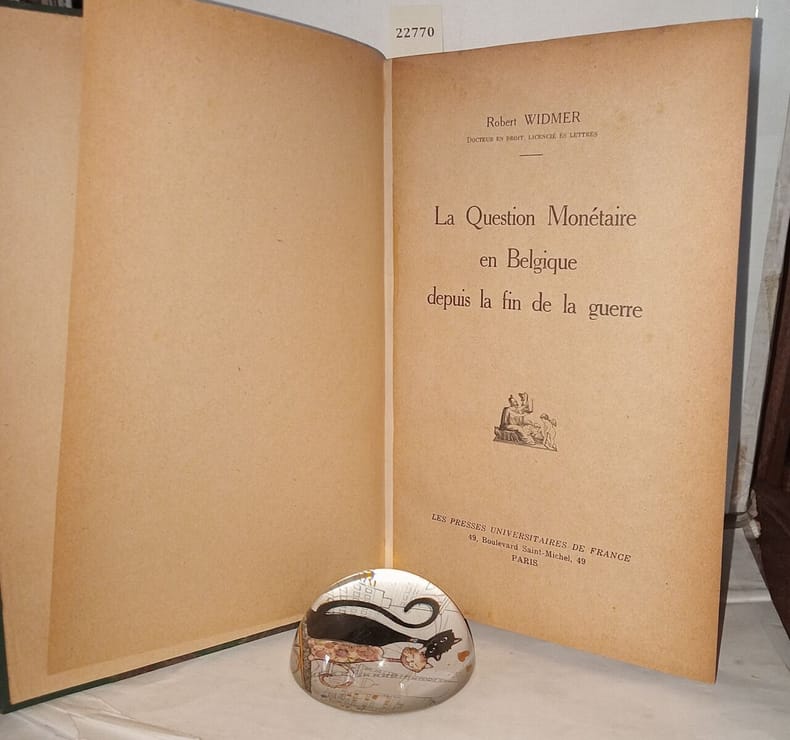 22770
Robert WIDMER
DOCTEUR EN DROIT, LICENCIÉ ÈS LETTRES
La Question Monétaire
en Belgique
depuis la fin de la guerre
LES PRESSES UNIVERSITAIRES DE FRANCE
49, Boulevard Saint-Michel, 49
PARIS